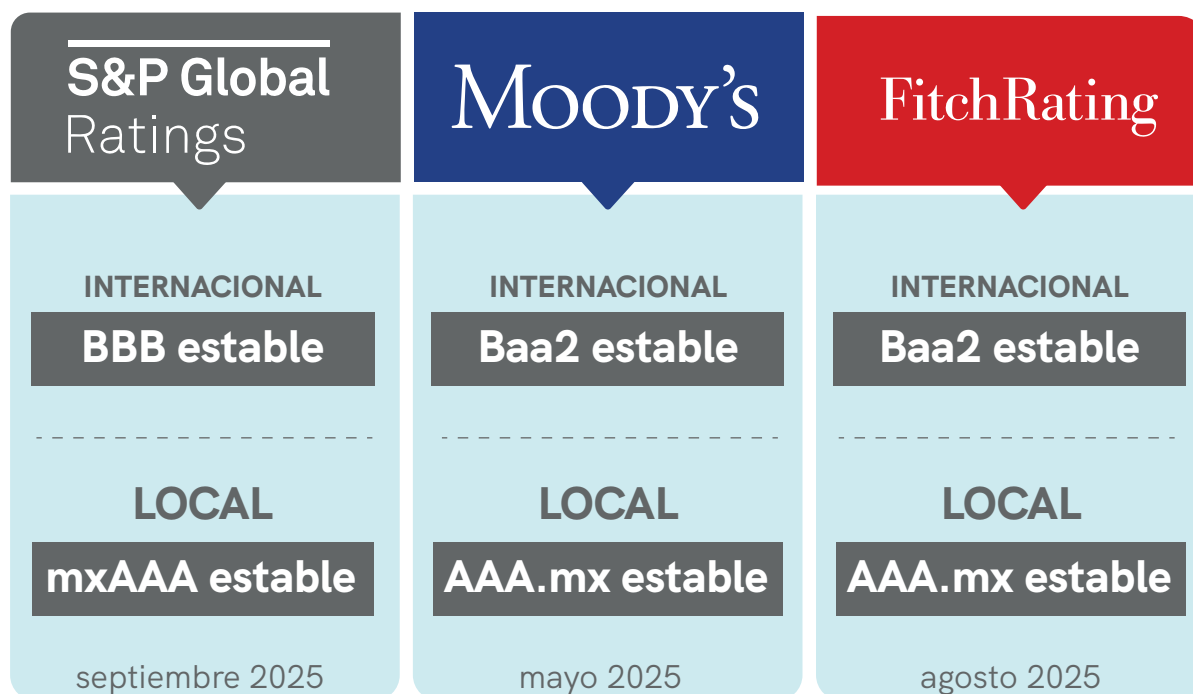 S&P Global
Ratings
INTERNACIONAL
BBB estable
LOCAL
mxAAA estable
septiembre 2025
MOODY'S
INTERNACIONAL
Baa2 estable
LOCAL
AAA.mx estable
mayo 2025
FitchRating
INTERNACIONAL
Baa2 estable
LOCAL
AAA.mx estable
agosto 2025